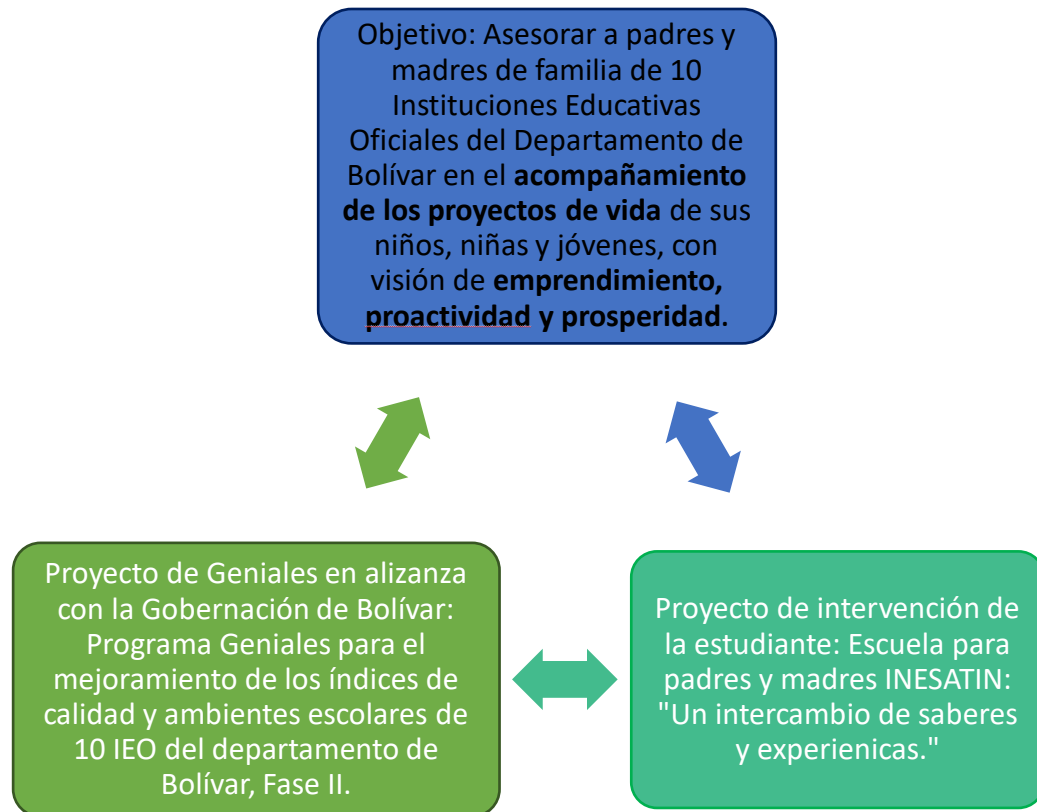 Objetivo: Asesorar a padres y
madres de familia de 10
Instituciones Educativas
Oficiales del Departamento de
Bolívar en el acompañamiento
de los proyectos de vida de sus
niños, niñas y jóvenes, con
visión de emprendimiento,
proactividad y prosperidad.
Proyecto de Geniales en alizanza
con la Gobernación de Bolívar:
Programa Geniales para el
mejoramiento de los índices de
calidad y ambientes escolares de
10 IEO del departamento de
Bolívar, Fase II.
Proyecto de intervención de
la estudiante: Escuela para
padres y madres INESATIN:
"Un intercambio de saberes
y experienicas."